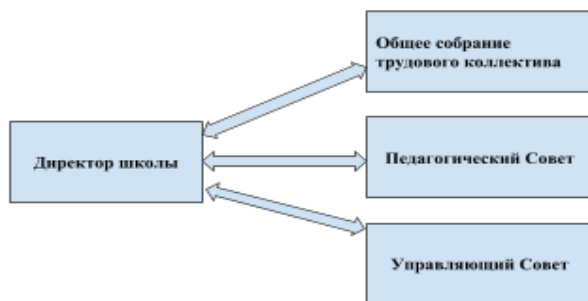 Общее собрание
трудового коллектива
Директор школы
Педагогический Совет
Управляющий Совет